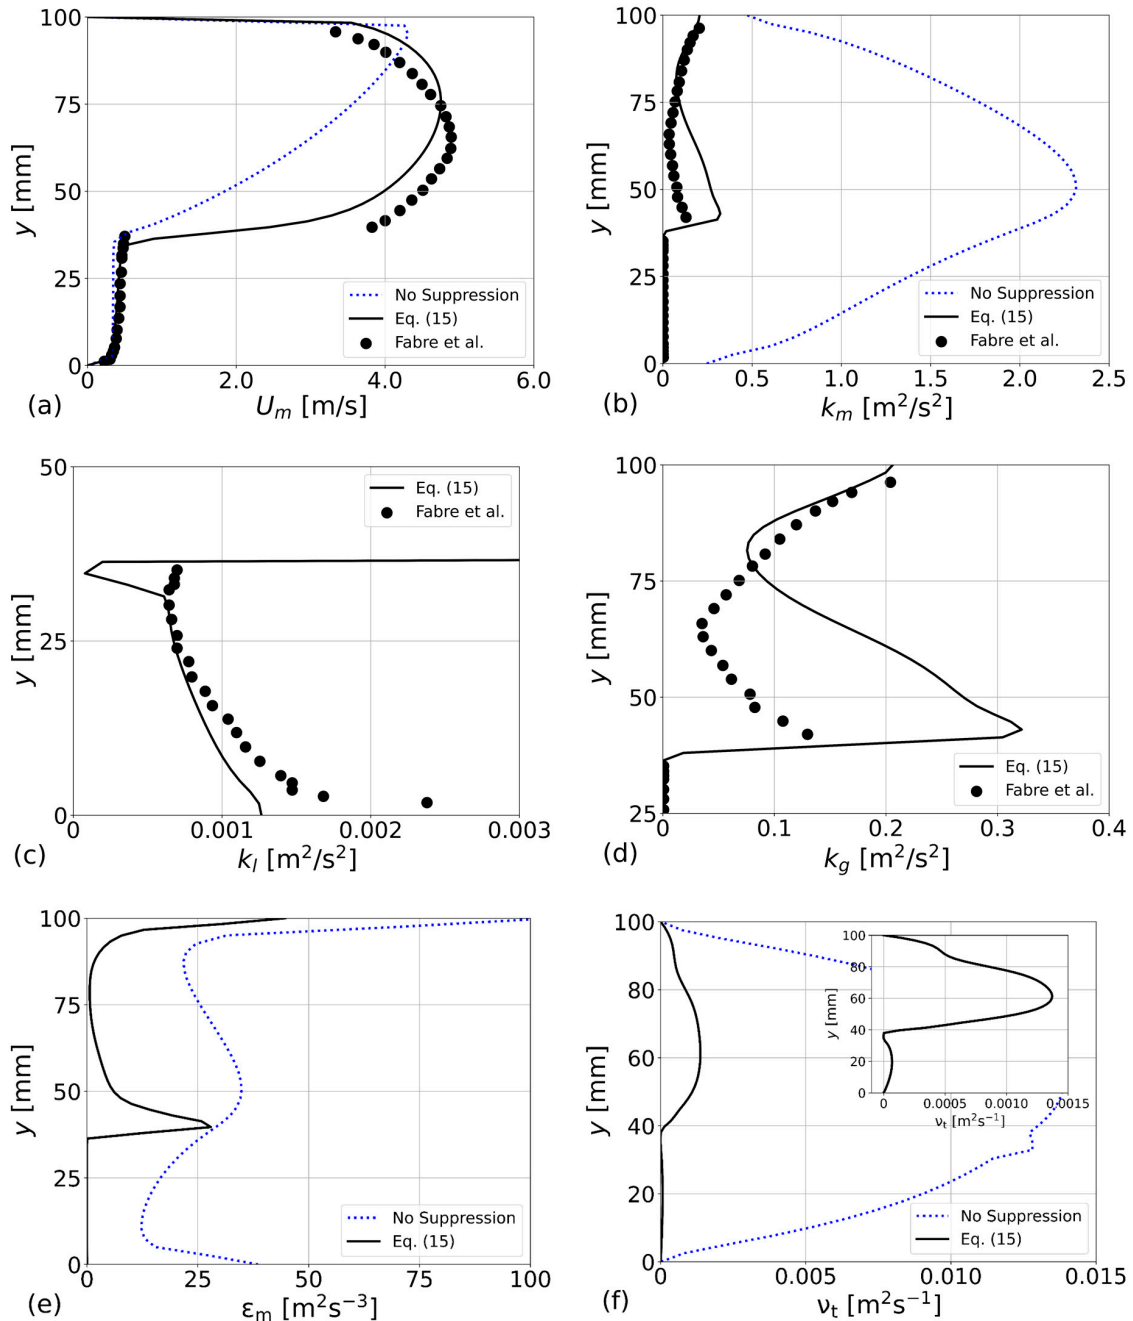 100
75
50
25
0
y [mm]
No Suppression
Eq. (15)
Fabre et al.
0 2.0 4.0 6.0
(a) U_m [m/s]
100
75
50
25
0
y [mm]
No Suppression
Eq. (15)
Fabre et al.
0 0.5 1.0 1.5 2.0 2.5
(b) k_m [m²/s²]
50
25
0
y [mm]
Eq. (15)
Fabre et al.
0 0.001 0.002 0.003
(c) k_l [m²/s²]
100
75
50
25
y [mm]
Eq. (15)
Fabre et al.
0 0.1 0.2 0.3 0.4
(d) k_g [m²/s²]
100
75
50
25
0
y [mm]
No Suppression
Eq. (15)
0 25 50 75 100
(e) ε_m [m²s⁻³]
100
80
60
40
20
0
y [mm]
100
80
60
40
20
0
y [mm]
0 0.0005 0.0010 0.0015
ν_t [m²s⁻¹]
No Suppression
Eq. (15)
0 0.005 0.010 0.015
(f) ν_t [m²s⁻¹]